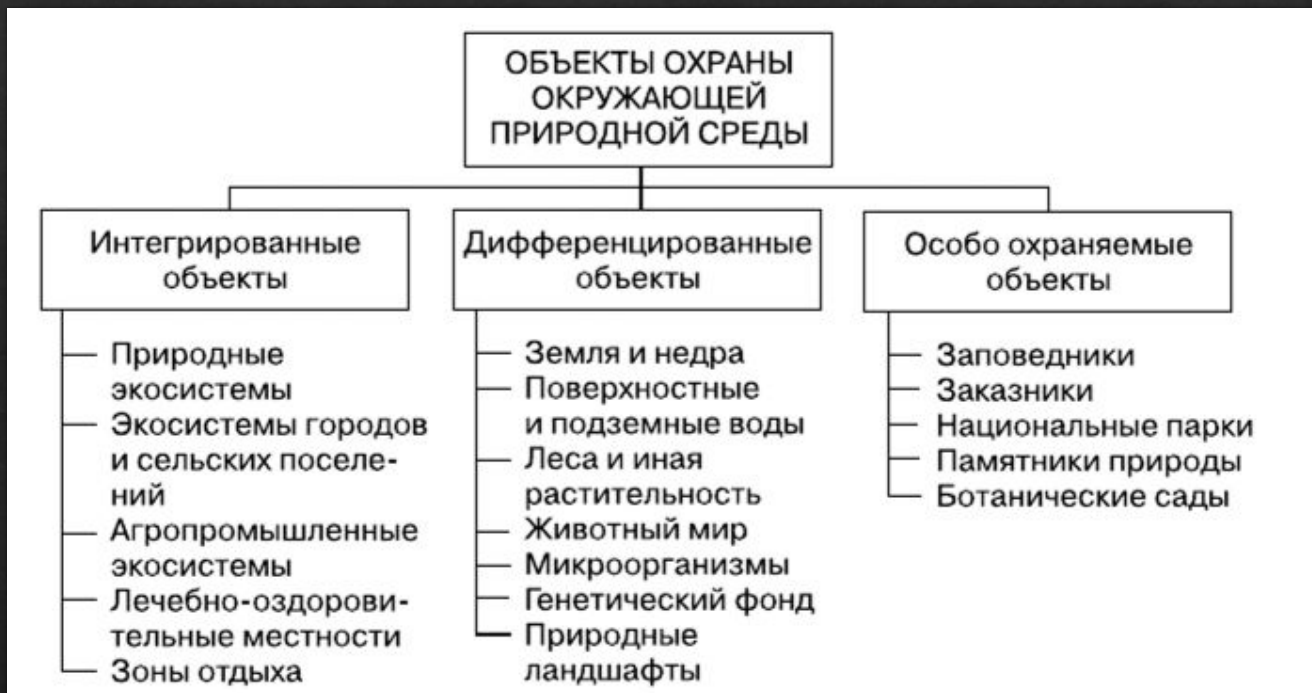 ОБЪЕКТЫ ОХРАНЫ
ОКРУЖАЮЩЕЙ
ПРИРОДНОЙ СРЕДЫ
Интегрированные
объекты
Природные
экосистемы
Экосистемы городов
и сельских поселе-
ний
Агропромышленные
экосистемы
Лечебно-оздорови-
тельные местности
Зоны отдыха
Дифференцированные
объекты
Земля и недра
Поверхностные
и подземные воды
Леса и иная
растительность
Животный мир
Микроорганизмы
Генетический фонд
Природные
ландшафты
Особо охраняемые
объекты
Заповедники
Заказники
Национальные парки
Памятники природы
Ботанические сады